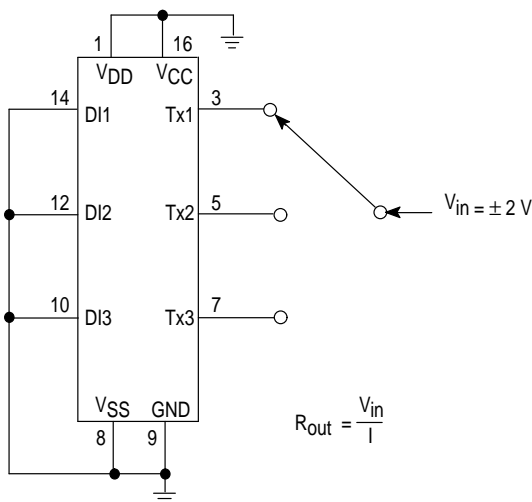 1 16
VDD VCC
14 DI1 Tx1 3
12 DI2 Tx2 5
Vin = ± 2 V
10 DI3 Tx3 7
VSS GND
8 9
Rout = Vin / I